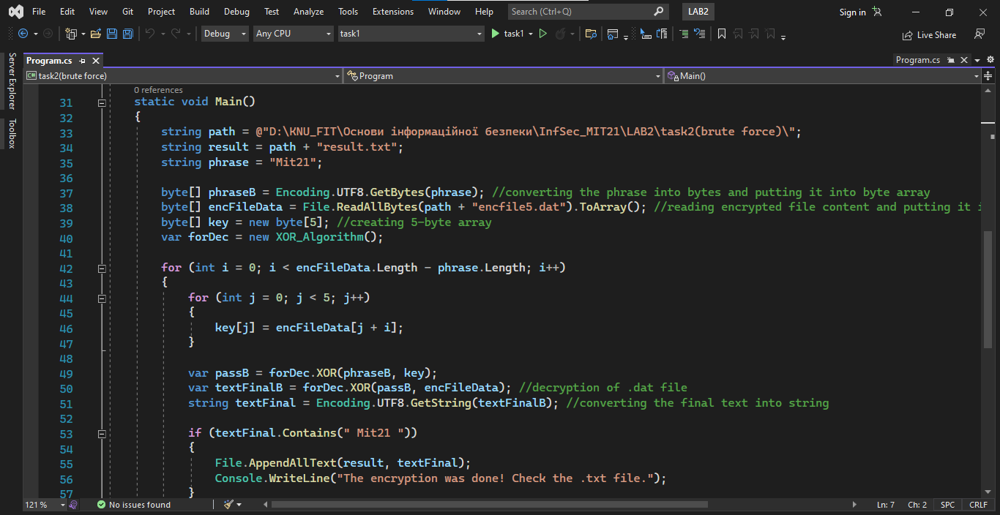 File Edit View Git Project Build Debug Test Analyze Tools Extensions Window Help Search (Ctrl+Q) LAB2 Sign in
Debug Any CPU task1 task1 Live Share
Server Explorer
Toolbox
Program.cs Program.cs
C# task2(brute force) Program Main()
0 references
31 static void Main()
32 {
33 string path = @"D:\KNU_FIT\Основи інформаційної безпеки\InfSec_MIT21\LAB2\task2(brute force)\";
34 string result = path + "result.txt";
35 string phrase = "Mit21";
36
37 byte[] phraseB = Encoding.UTF8.GetBytes(phrase); //converting the phrase into bytes and putting it into byte array
38 byte[] encFileData = File.ReadAllBytes(path + "encfile5.dat").ToArray(); //reading encrypted file content and putting it i
39 byte[] key = new byte[5]; //creating 5-byte array
40 var forDec = new XOR_Algorithm();
41
42 for (int i = 0; i < encFileData.Length - phrase.Length; i++)
43 {
44 for (int j = 0; j < 5; j++)
45 {
46 key[j] = encFileData[j + i];
47 }
48
49 var passB = forDec.XOR(phraseB, key);
50 var textFinalB = forDec.XOR(passB, encFileData); //decryption of .dat file
51 string textFinal = Encoding.UTF8.GetString(textFinalB); //converting the final text into string
52
53 if (textFinal.Contains(" Mit21 "))
54 {
55 File.AppendAllText(result, textFinal);
56 Console.WriteLine("The encryption was done! Check the .txt file.");
57 }
121 % No issues found Ln: 7 Ch: 2 SPC CRLF